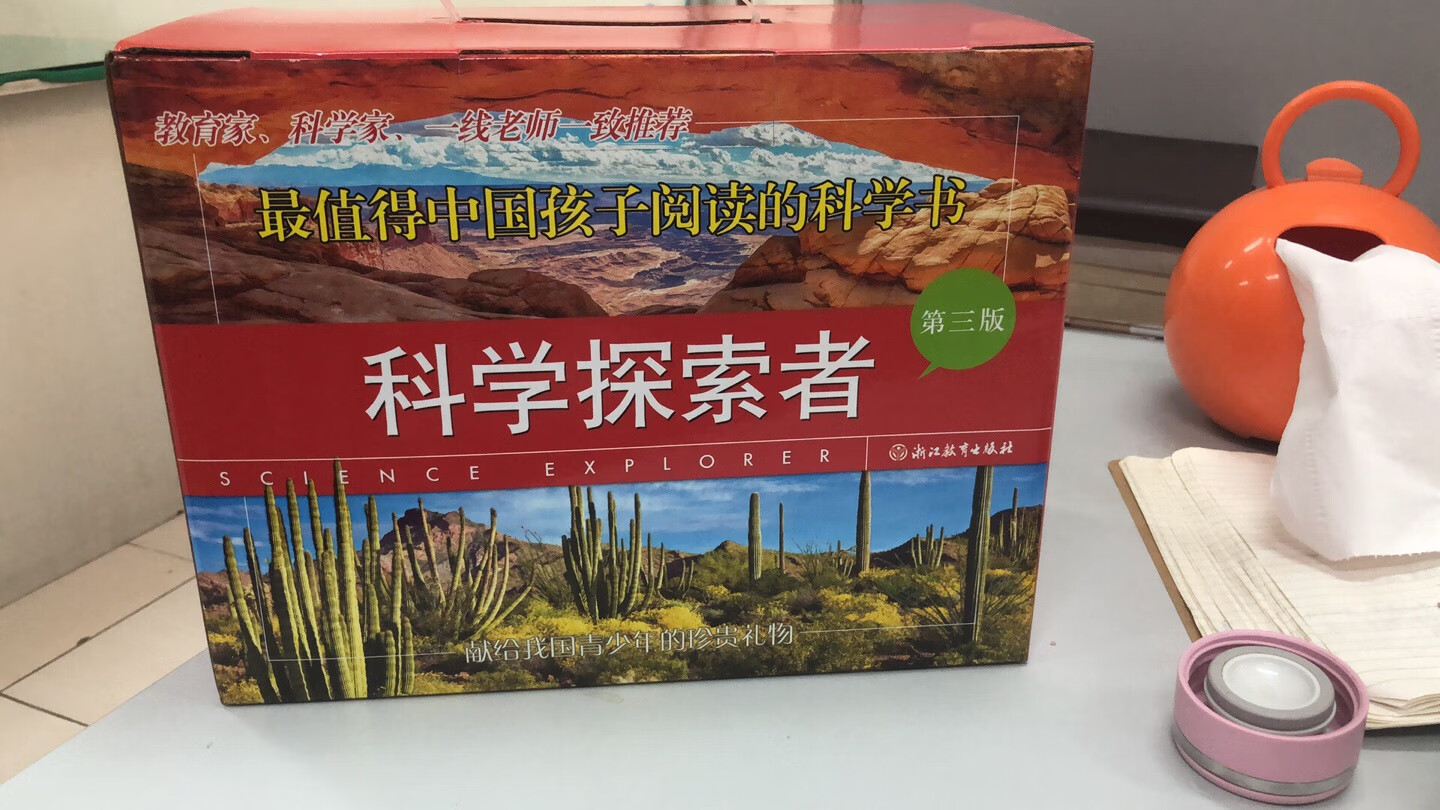 教育家、科学家、一线老师一致推荐
最值得中国孩子阅读的科学书
第三版
科学探索者
SCIENCE EXPLORER
浙江教育出版社
献给我国青少年的珍贵礼物